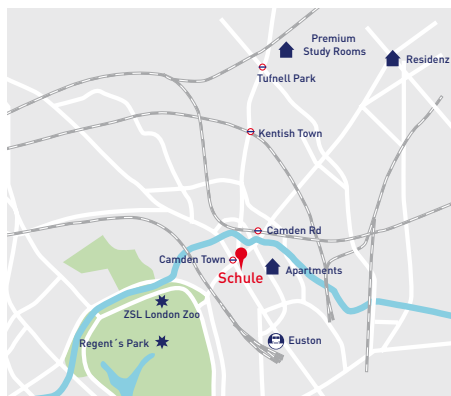 Premium
Study Rooms
Residenz
Tufnell Park
Kentish Town
Camden Rd
Camden Town
Apartments
Schule
ZSL London Zoo
Regent´s Park
Euston